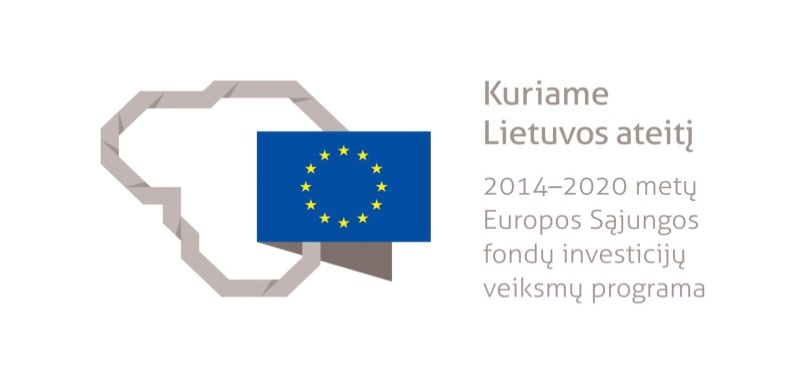 Kuriame
Lietuvos ateitį
2014–2020 metų
Europos Sąjungos
fondų investicijų
veiksmų programa